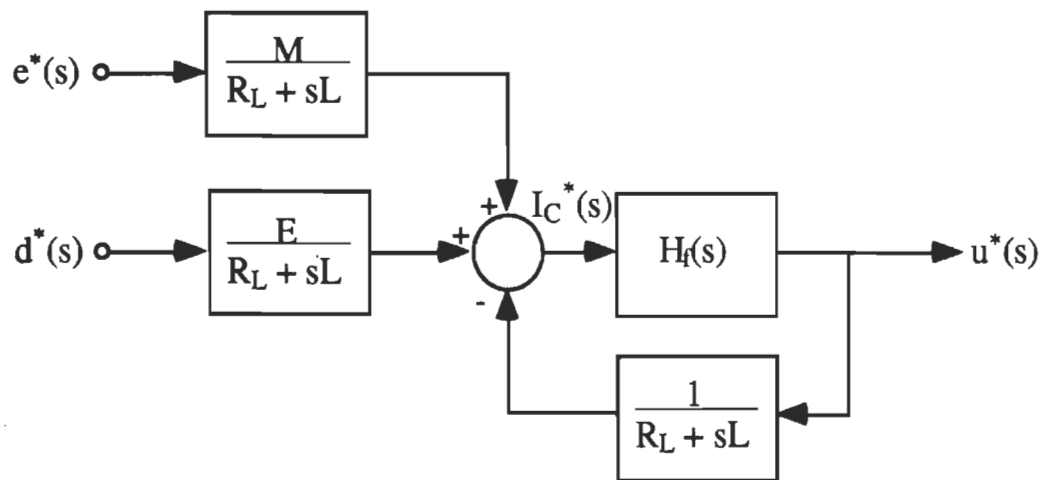 e*(s)
M
R_L + sL
d*(s)
E
R_L + sL
+
+
-
I_C*(s)
H_f(s)
u*(s)
1
R_L + sL